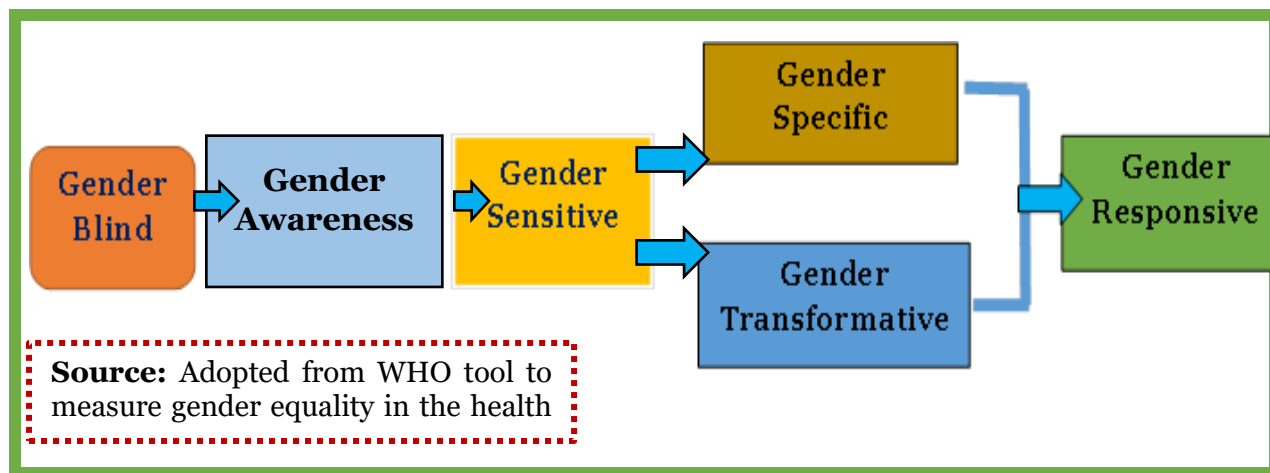 Gender
Blind
Gender
Awareness
Gender
Sensitive
Gender
Specific
Gender
Transformative
Gender
Responsive
Source: Adopted from WHO tool to
measure gender equality in the health